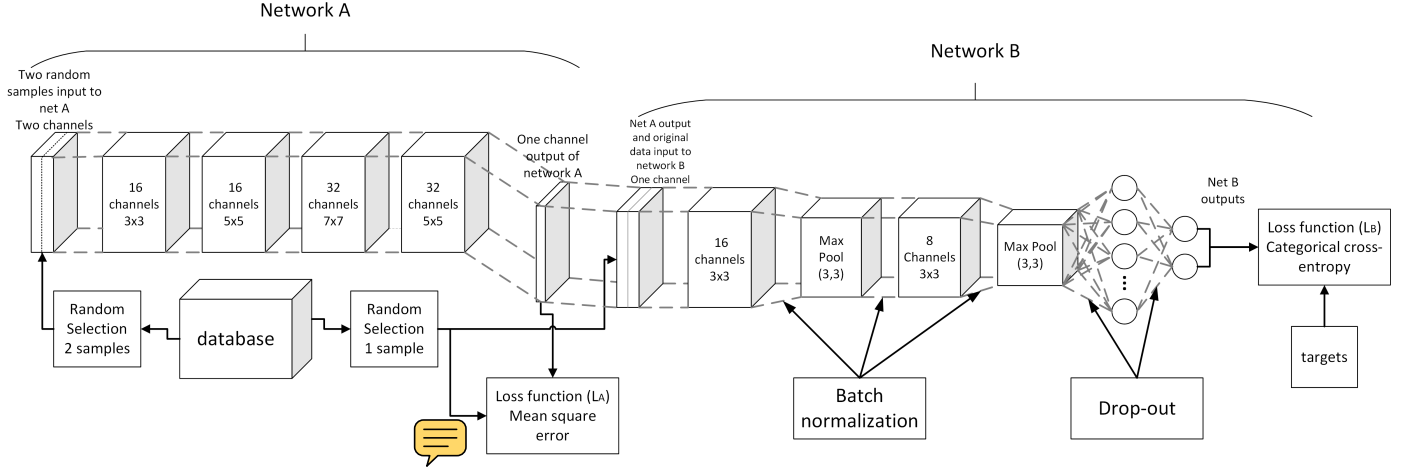 Network A
Network B
Two random
samples input to
net A
Two channels
16
channels
3x3
16
channels
5x5
32
channels
7x7
32
channels
5x5
One channel
output of
network A
Net A output
and original
data input to
network B
One channel
16
channels
3x3
Max
Pool
(3,3)
8
Channels
3x3
Max Pool
(3,3)
Net B
outputs
Loss function (LB)
Categorical cross-
entropy
Random
Selection
2 samples
database
Random
Selection
1 sample
Loss function (LA)
Mean square
error
Batch
normalization
Drop-out
targets